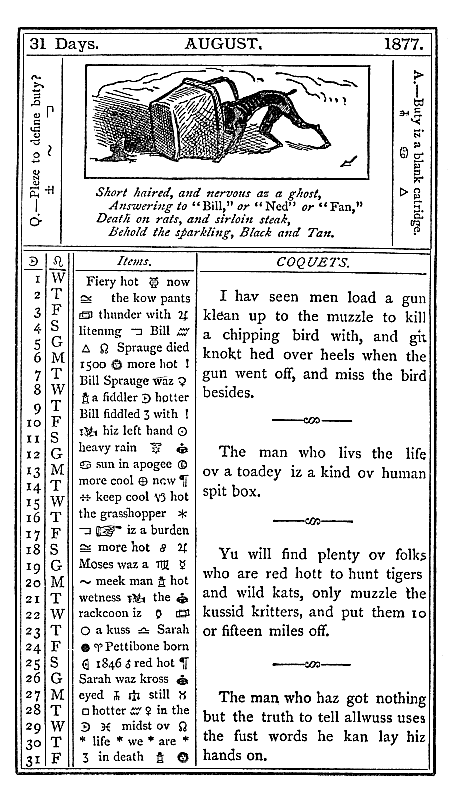 31 Days. AUGUST. 1877.
Q.—Pleze to define buty?
A.—Buty iz a blank catridge.
Short haired, and nervous az a ghost,
Answering to "Bill," or "Ned" or "Fan,"
Death on rats, and sirloin steak,
Behold the sparkling, Black and Tan.
☽ ☊ Items.
1 W Fiery hot now
2 T the kow pants
3 F thunder with ♃
4 S litening Bill ♒
5 G △ ☊ Sprauge died
6 M 1500 more hot !
7 T Bill Sprauge waz ♀
8 W a fiddler ☽ hotter
9 T Bill fiddled 3 with !
10 F hiz left hand ☉
11 S heavy rain
12 G ♋ sun in apogee
13 M more cool ⊕ now ¶
14 T ÷ keep cool ♈ hot
15 W the grasshopper *
16 T ☞ iz a burden
17 F more hot 8 ♃
18 S Moses waz a ♍ ☿
19 G ~ meek man hot
20 M wetness the
21 T rackcoon iz
22 W ○ a kuss ♎ Sarah
23 T ● ♈ Pettibone born
24 F 1846 ♁ red hot ¶
25 S Sarah waz kross
26 G eyed still
27 M □ hotter ♒ ♀ in the
28 T ☽ ♓ midst ov ☊
29 W * life * we * are *
30 T 3 in death
31 F
COQUETS.
I hav seen men load a gun
klean up to the muzzle to kill
a chipping bird with, and git
knokt hed over heels when the
gun went off, and miss the bird
besides.
The man who livs the life
ov a toadey iz a kind ov human
spit box.
Yu will find plenty ov folks
who are red hott to hunt tigers
and wild kats, only muzzle the
kussid kritters, and put them 10
or fifteen miles off.
The man who haz got nothing
but the truth to tell allwuss uses
the fust words he kan lay hiz
hands on.